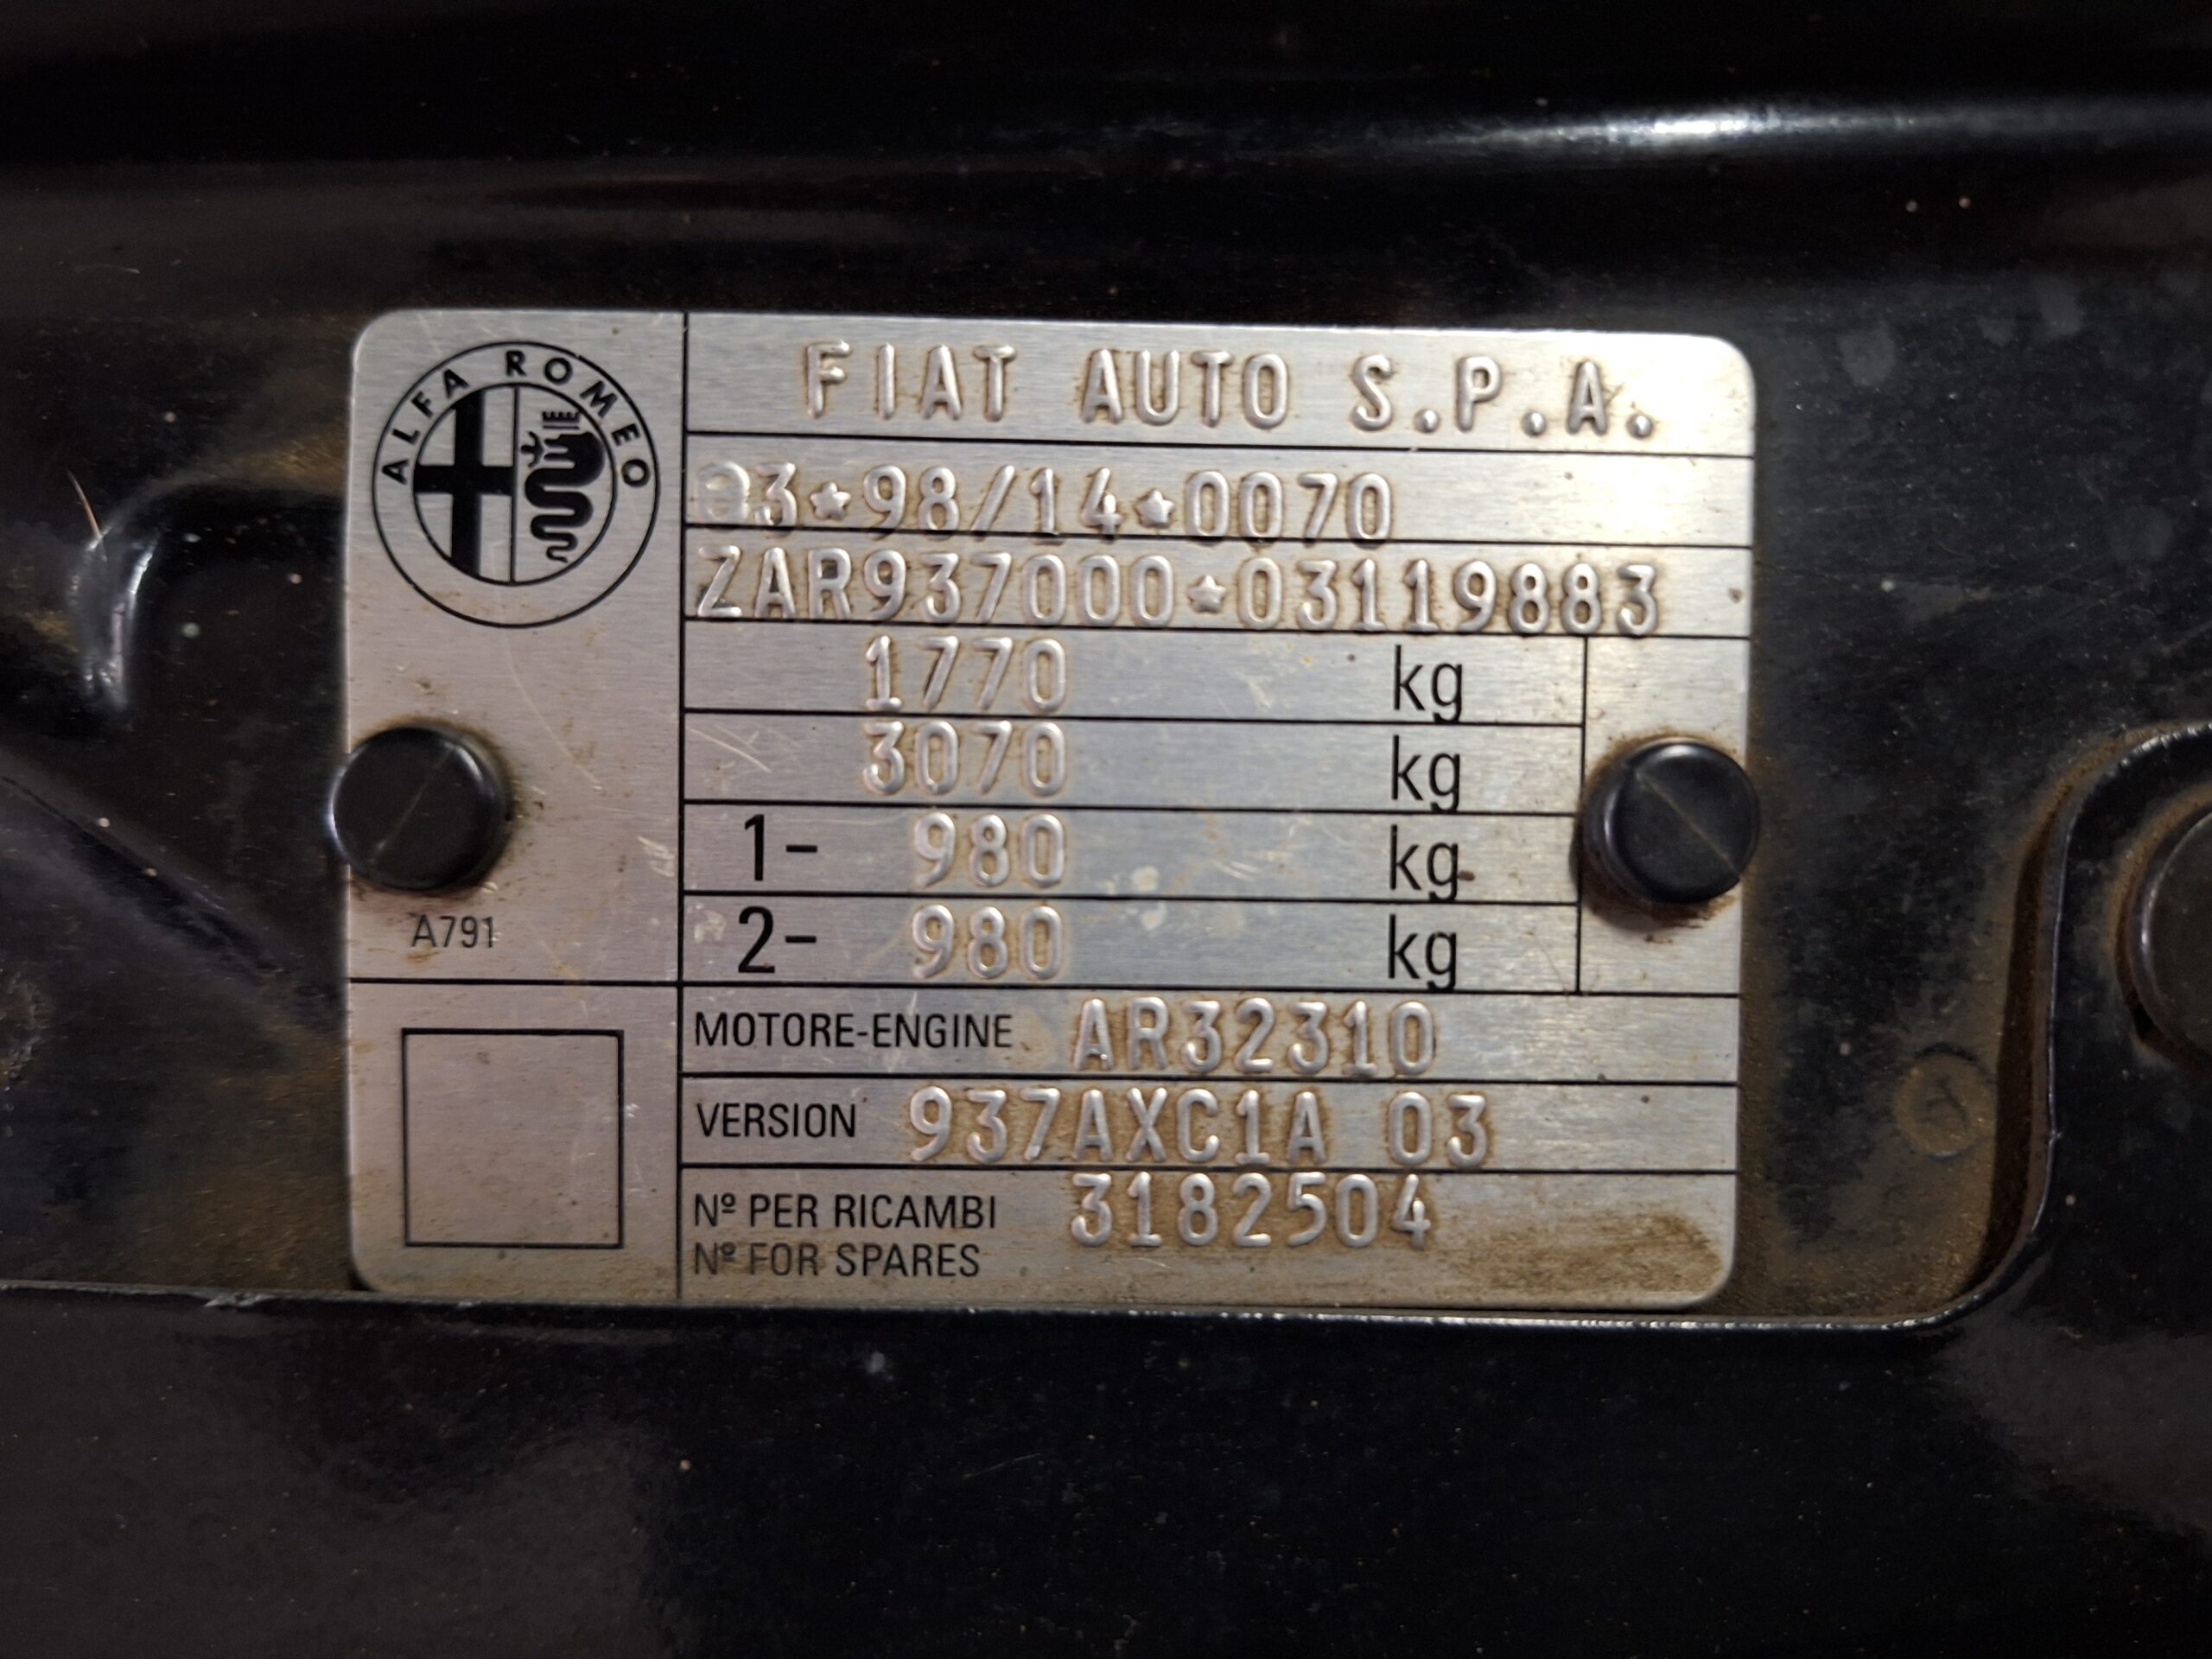 ALFA ROMEO
FIAT AUTO S.P.A.
e3*98/14*0070
ZAR937000*03119883
1770 kg
3070 kg
1- 980 kg
2- 980 kg
A791
MOTORE-ENGINE AR32310
VERSION 937AXC1A 03
Nº PER RICAMBI 3182504
Nº FOR SPARES